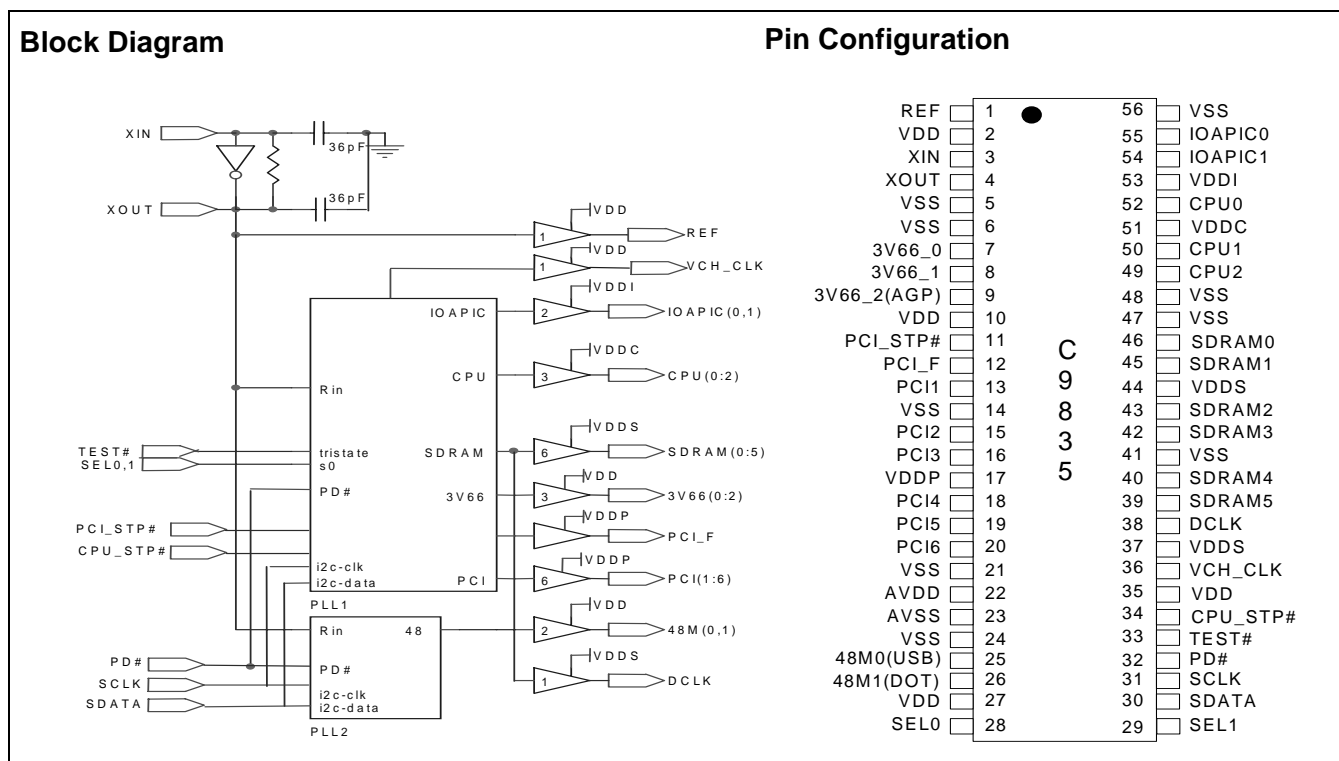 Block Diagram
XIN
36pF
36pF
XOUT
VDD
1
REF
VDD
1
VCH_CLK
VDDI
IOAPIC
2
IOAPIC(0,1)
VDDC
CPU
3
CPU(0:2)
Rin
VDDS
TEST#
tristate
SDRAM
6
SDRAM(0:5)
SEL0,1
s0
VDD
PD#
3V66
3
3V66(0:2)
VDDP
PCI_STP#
PCI_F
CPU_STP#
VDDP
i2c-clk
PCI
6
PCI(1:6)
i2c-data
PLL1
VDD
Rin
48
2
48M(0,1)
PD#
PD#
VDDS
SCLK
i2c-clk
1
DCLK
SDATA
i2c-data
PLL2
Pin Configuration
REF 1 56 VSS
VDD 2 55 IOAPIC0
XIN 3 54 IOAPIC1
XOUT 4 53 VDDI
VSS 5 52 CPU0
VSS 6 51 VDDC
3V66_0 7 50 CPU1
3V66_1 8 49 CPU2
3V66_2(AGP) 9 48 VSS
VDD 10 47 VSS
PCI_STP# 11 46 SDRAM0
PCI_F 12 45 SDRAM1
PCI1 13 44 VDDS
VSS 14 43 SDRAM2
PCI2 15 42 SDRAM3
PCI3 16 41 VSS
VDDP 17 40 SDRAM4
PCI4 18 39 SDRAM5
PCI5 19 38 DCLK
PCI6 20 37 VDDS
VSS 21 36 VCH_CLK
AVDD 22 35 VDD
AVSS 23 34 CPU_STP#
VSS 24 33 TEST#
48M0(USB) 25 32 PD#
48M1(DOT) 26 31 SCLK
VDD 27 30 SDATA
SEL0 28 29 SEL1
C
9
8
3
5